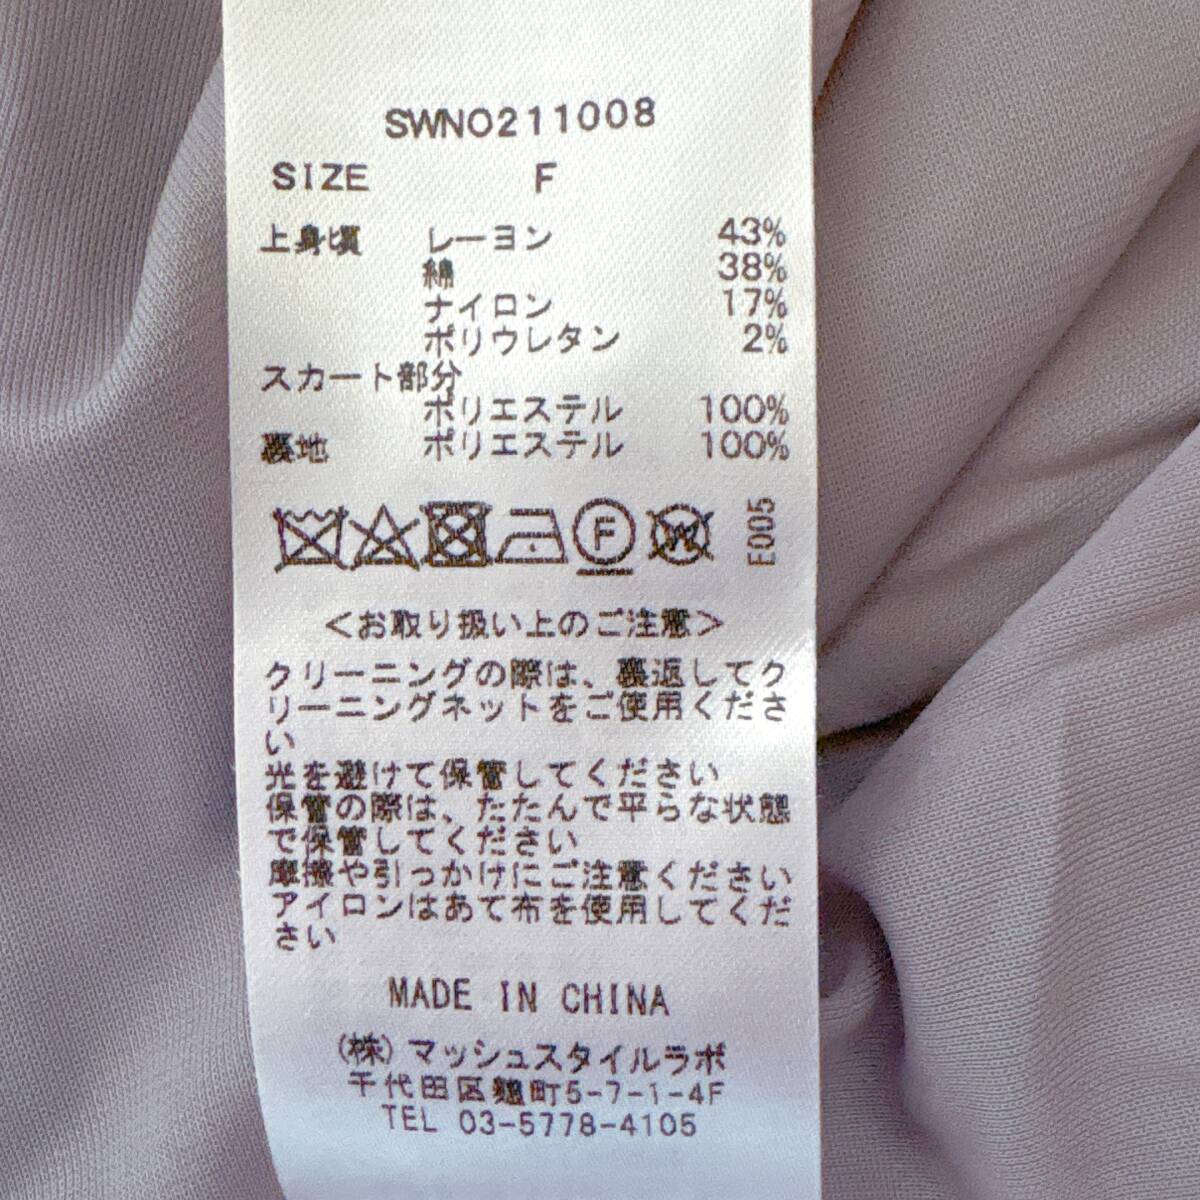 SWNO211008
SIZE F
上身頃 レーヨン 43%
綿 38%
ナイロン 17%
ポリウレタン 2%
スカート部分
ポリエステル 100%
裏地 ポリエステル 100%
F W E005
<お取り扱い上のご注意>
クリーニングの際は、裏返してク
リーニングネットをご使用くださ
い
光を避けて保管してください
保管の際は、たたんで平らな状態
で保管してください
摩擦や引っかけにご注意ください
アイロンはあて布を使用してくだ
さい
MADE IN CHINA
(株)マッシュスタイルラボ
千代田区麹町5-7-1-4F
TEL 03-5778-4105